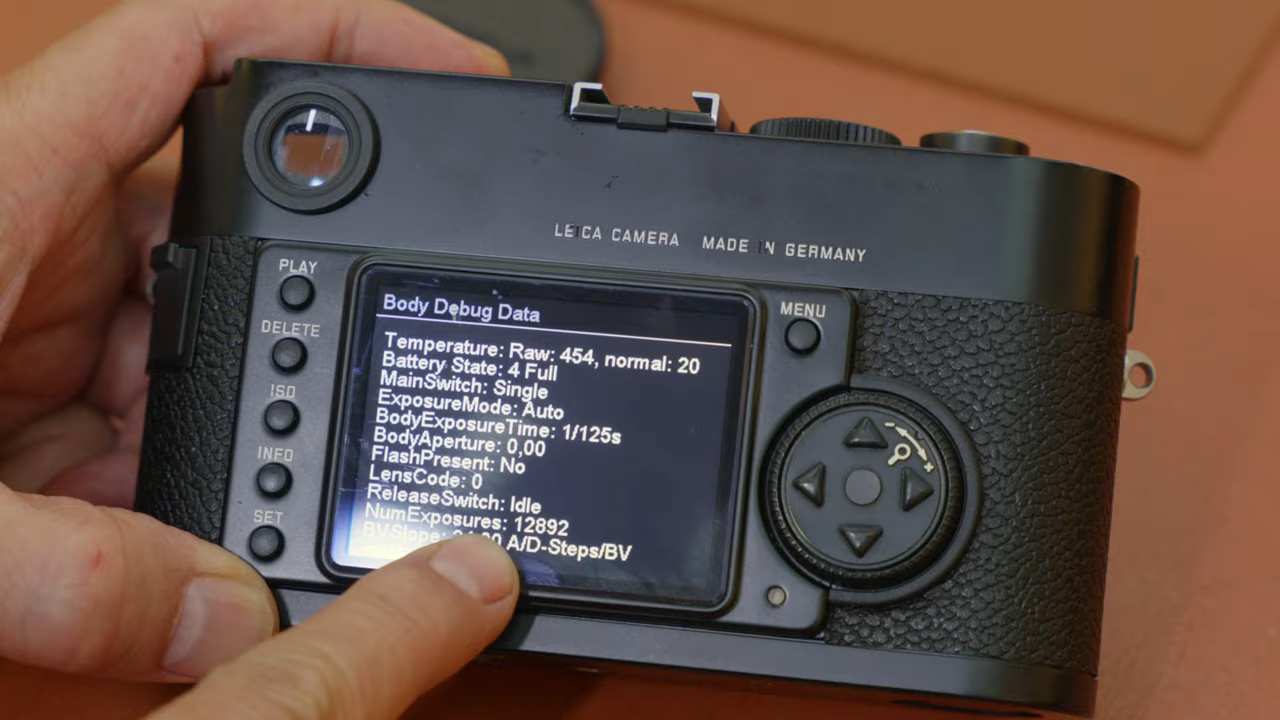 LEICA CAMERA MADE IN GERMANY
PLAY
DELETE
ISO
INFO
SET
Body Debug Data
Temperature: Raw: 454, normal: 20
Battery State: 4 Full
MainSwitch: Single
ExposureMode: Auto
BodyExposureTime: 1/125s
BodyAperture: 0,00
FlashPresent: No
LensCode: 0
ReleaseSwitch: Idle
NumExposures: 12892
BVSlope: A/D-Steps/BV
MENU